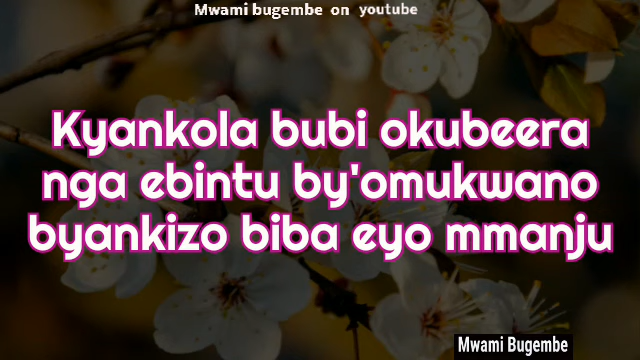 Mwami bugembe on youtube
Kyankola bubi okubeera
nga ebintu by'omukwano
byankizo biba eyo mmanju
Mwami Bugembe